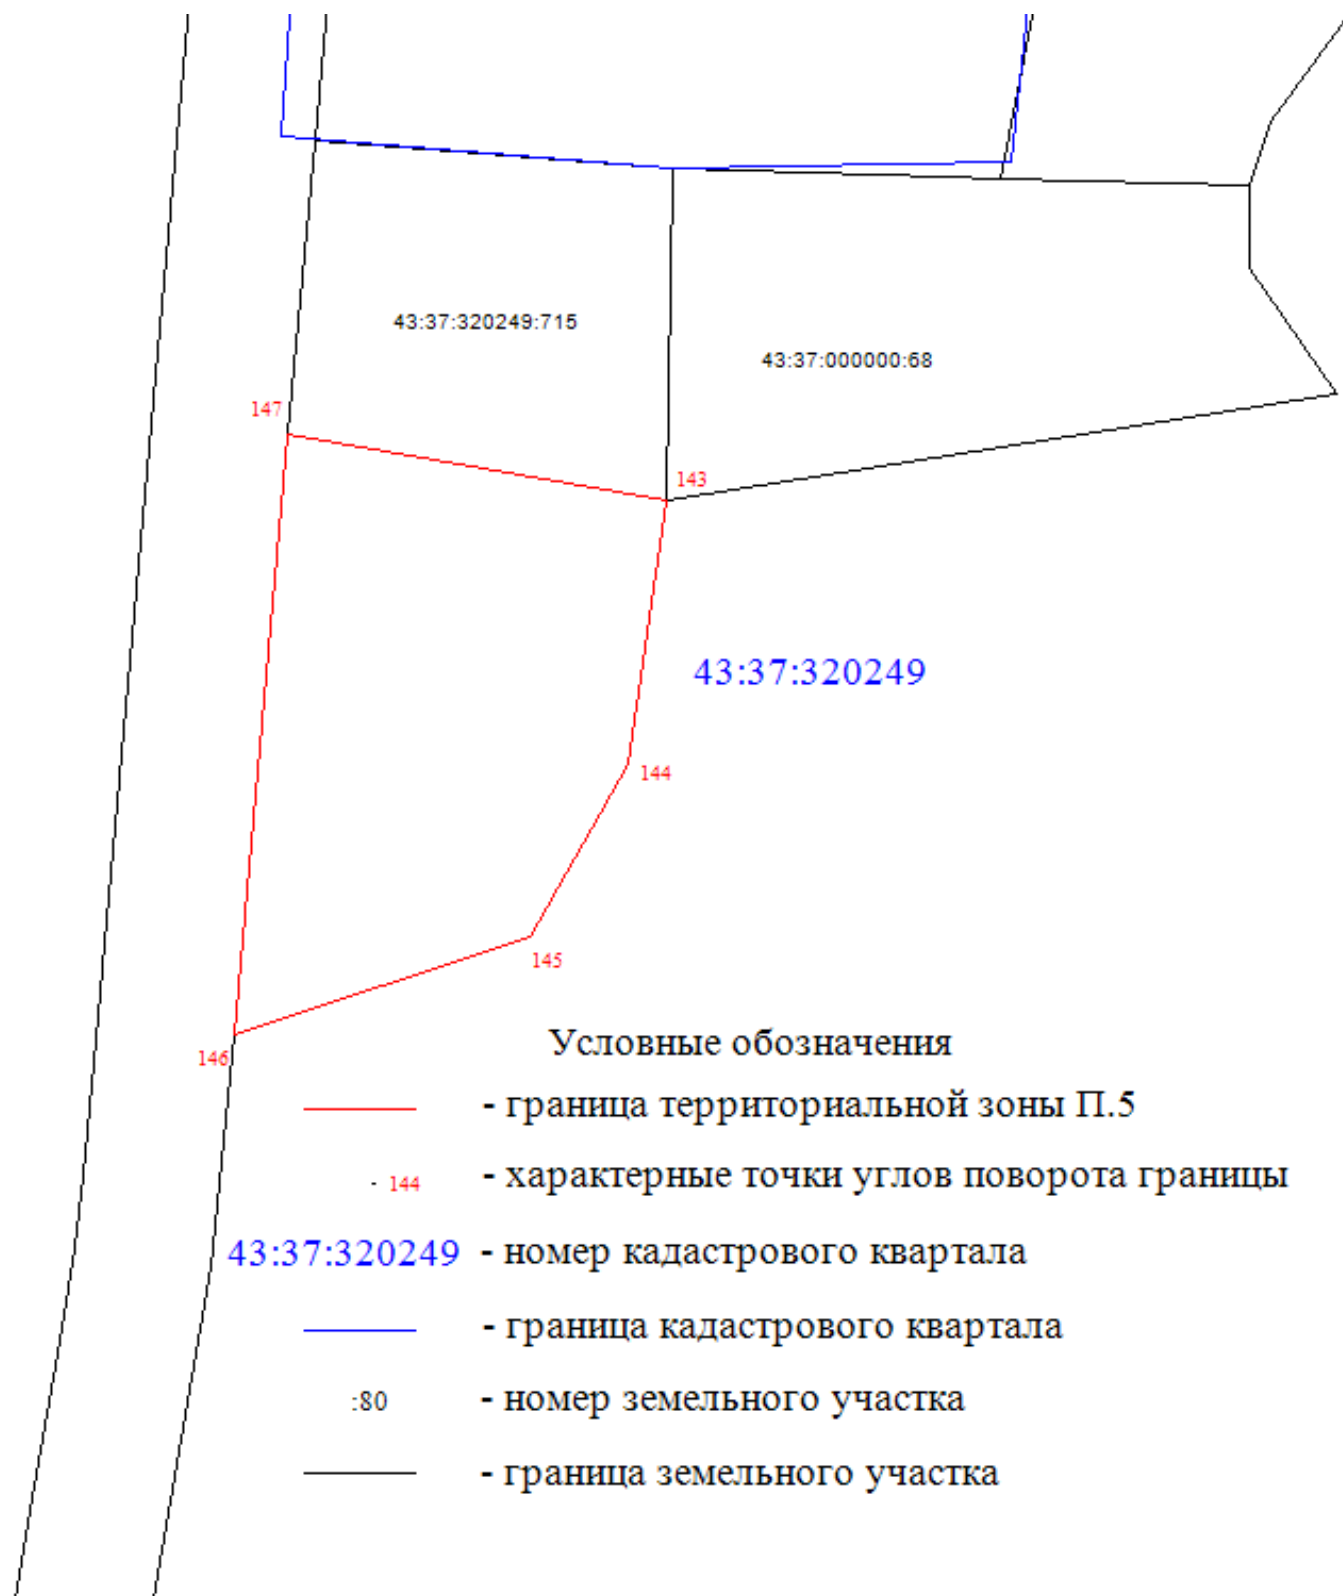 43:37:320249:715
43:37:000000:68
147
143
43:37:320249
144
145
146
Условные обозначения
- граница территориальной зоны П.5
· 144 - характерные точки углов поворота границы
43:37:320249 - номер кадастрового квартала
- граница кадастрового квартала
:80 - номер земельного участка
- граница земельного участка